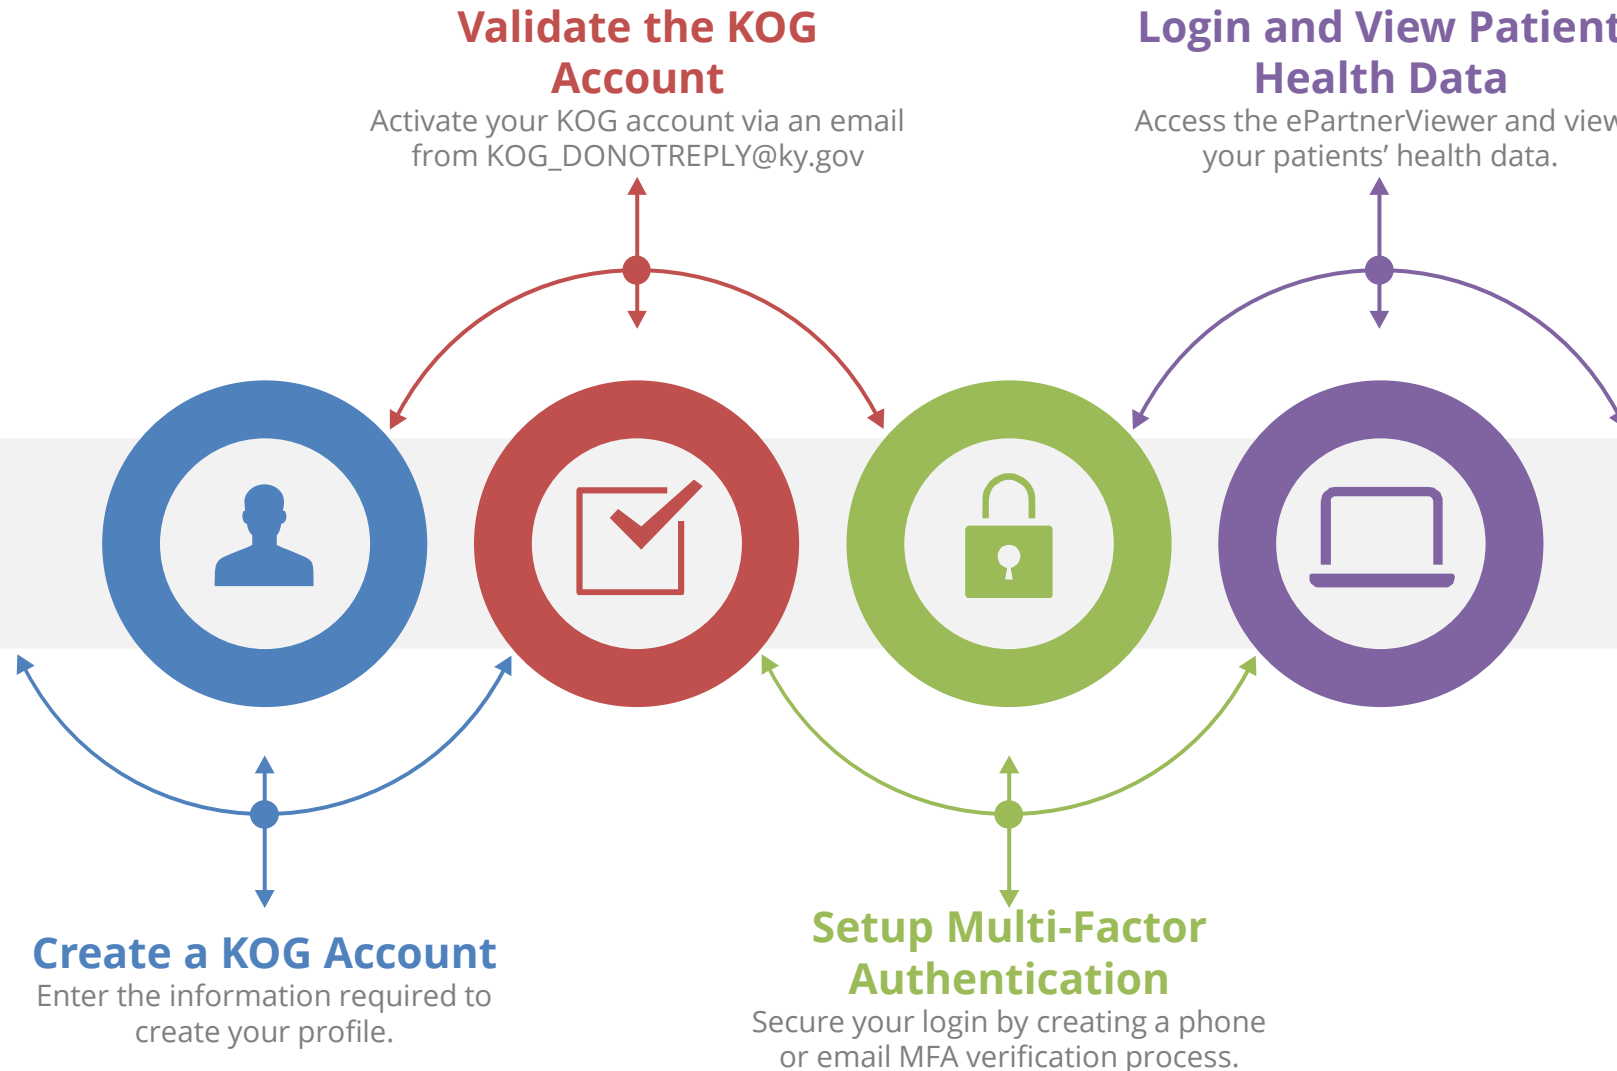 Validate the KOG
Account
Activate your KOG account via an email
from KOG_DONOTREPLY@ky.gov
Login and View Patient
Health Data
Access the ePartnerViewer and view
your patients’ health data.
Create a KOG Account
Enter the information required to
create your profile.
Setup Multi-Factor
Authentication
Secure your login by creating a phone
or email MFA verification process.